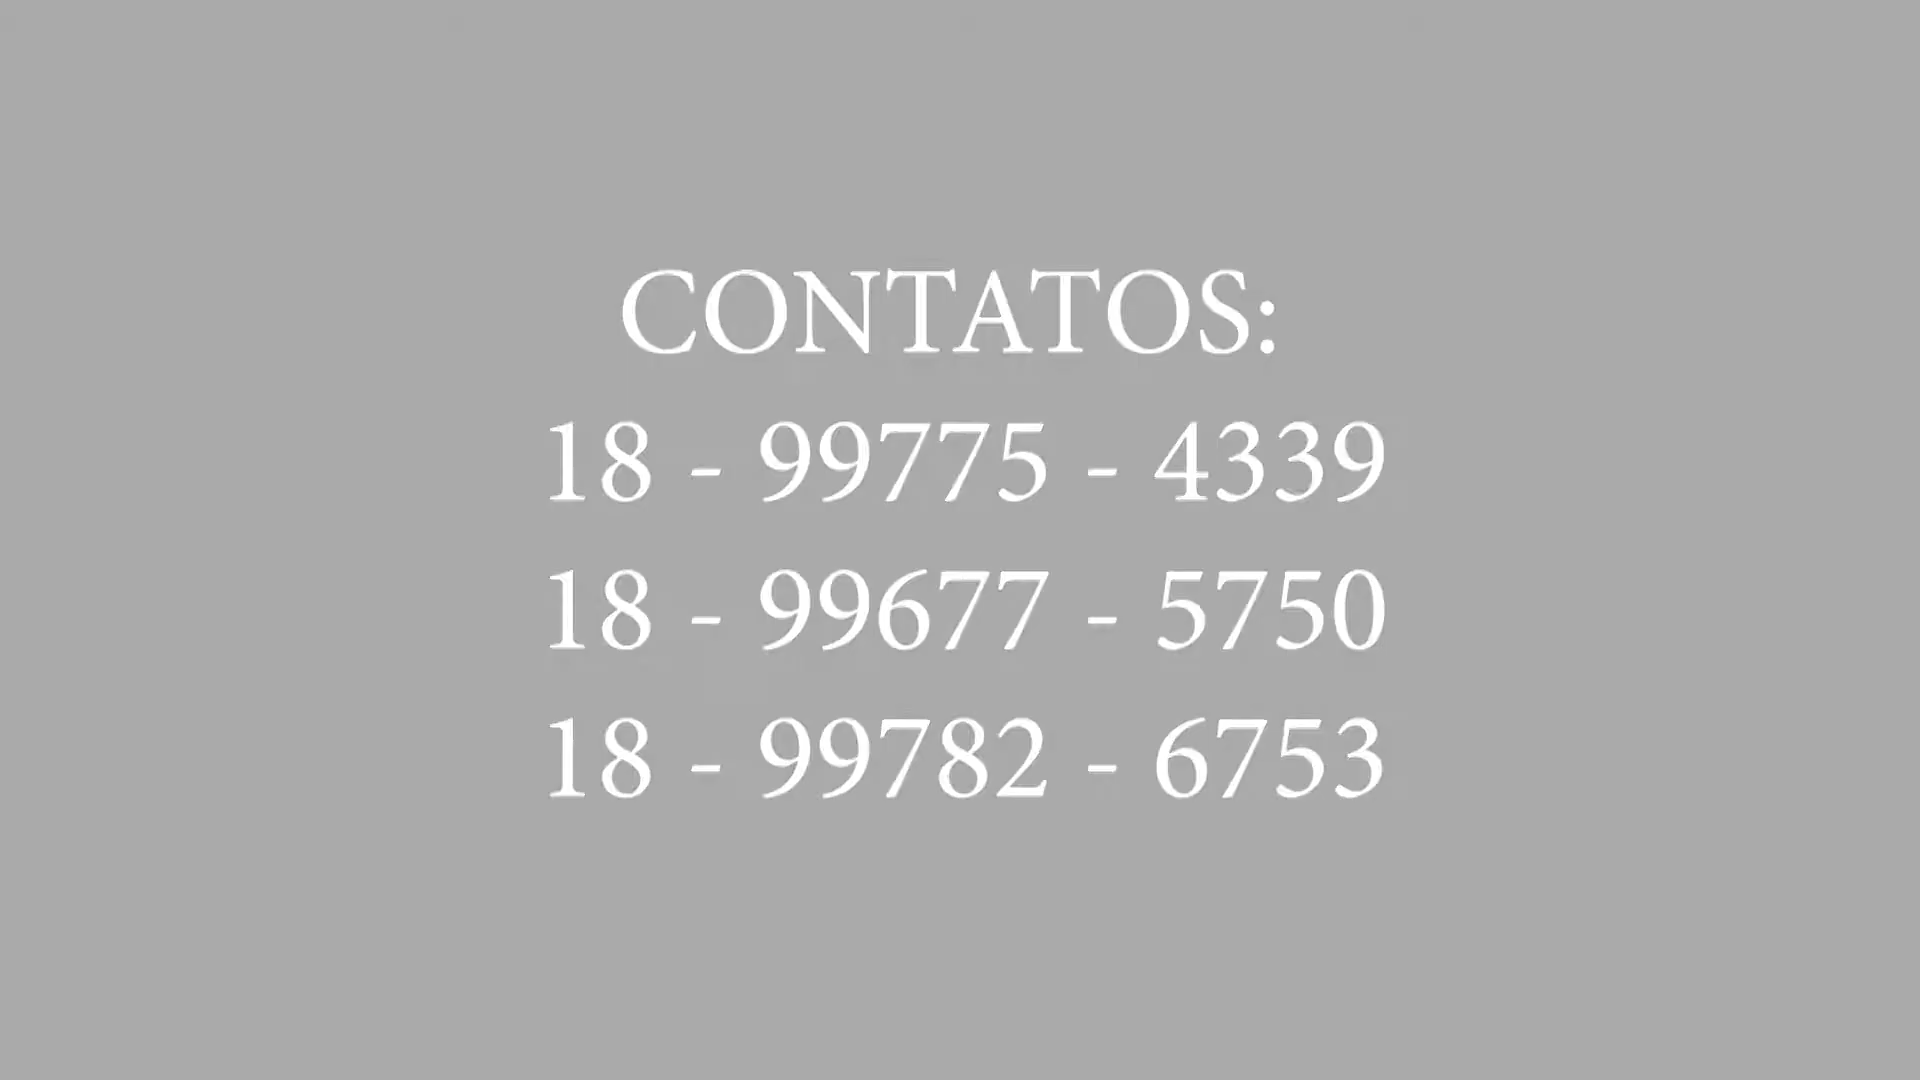 CONTATOS:
18 - 99775 - 4339
18 - 99677 - 5750
18 - 99782 - 6753